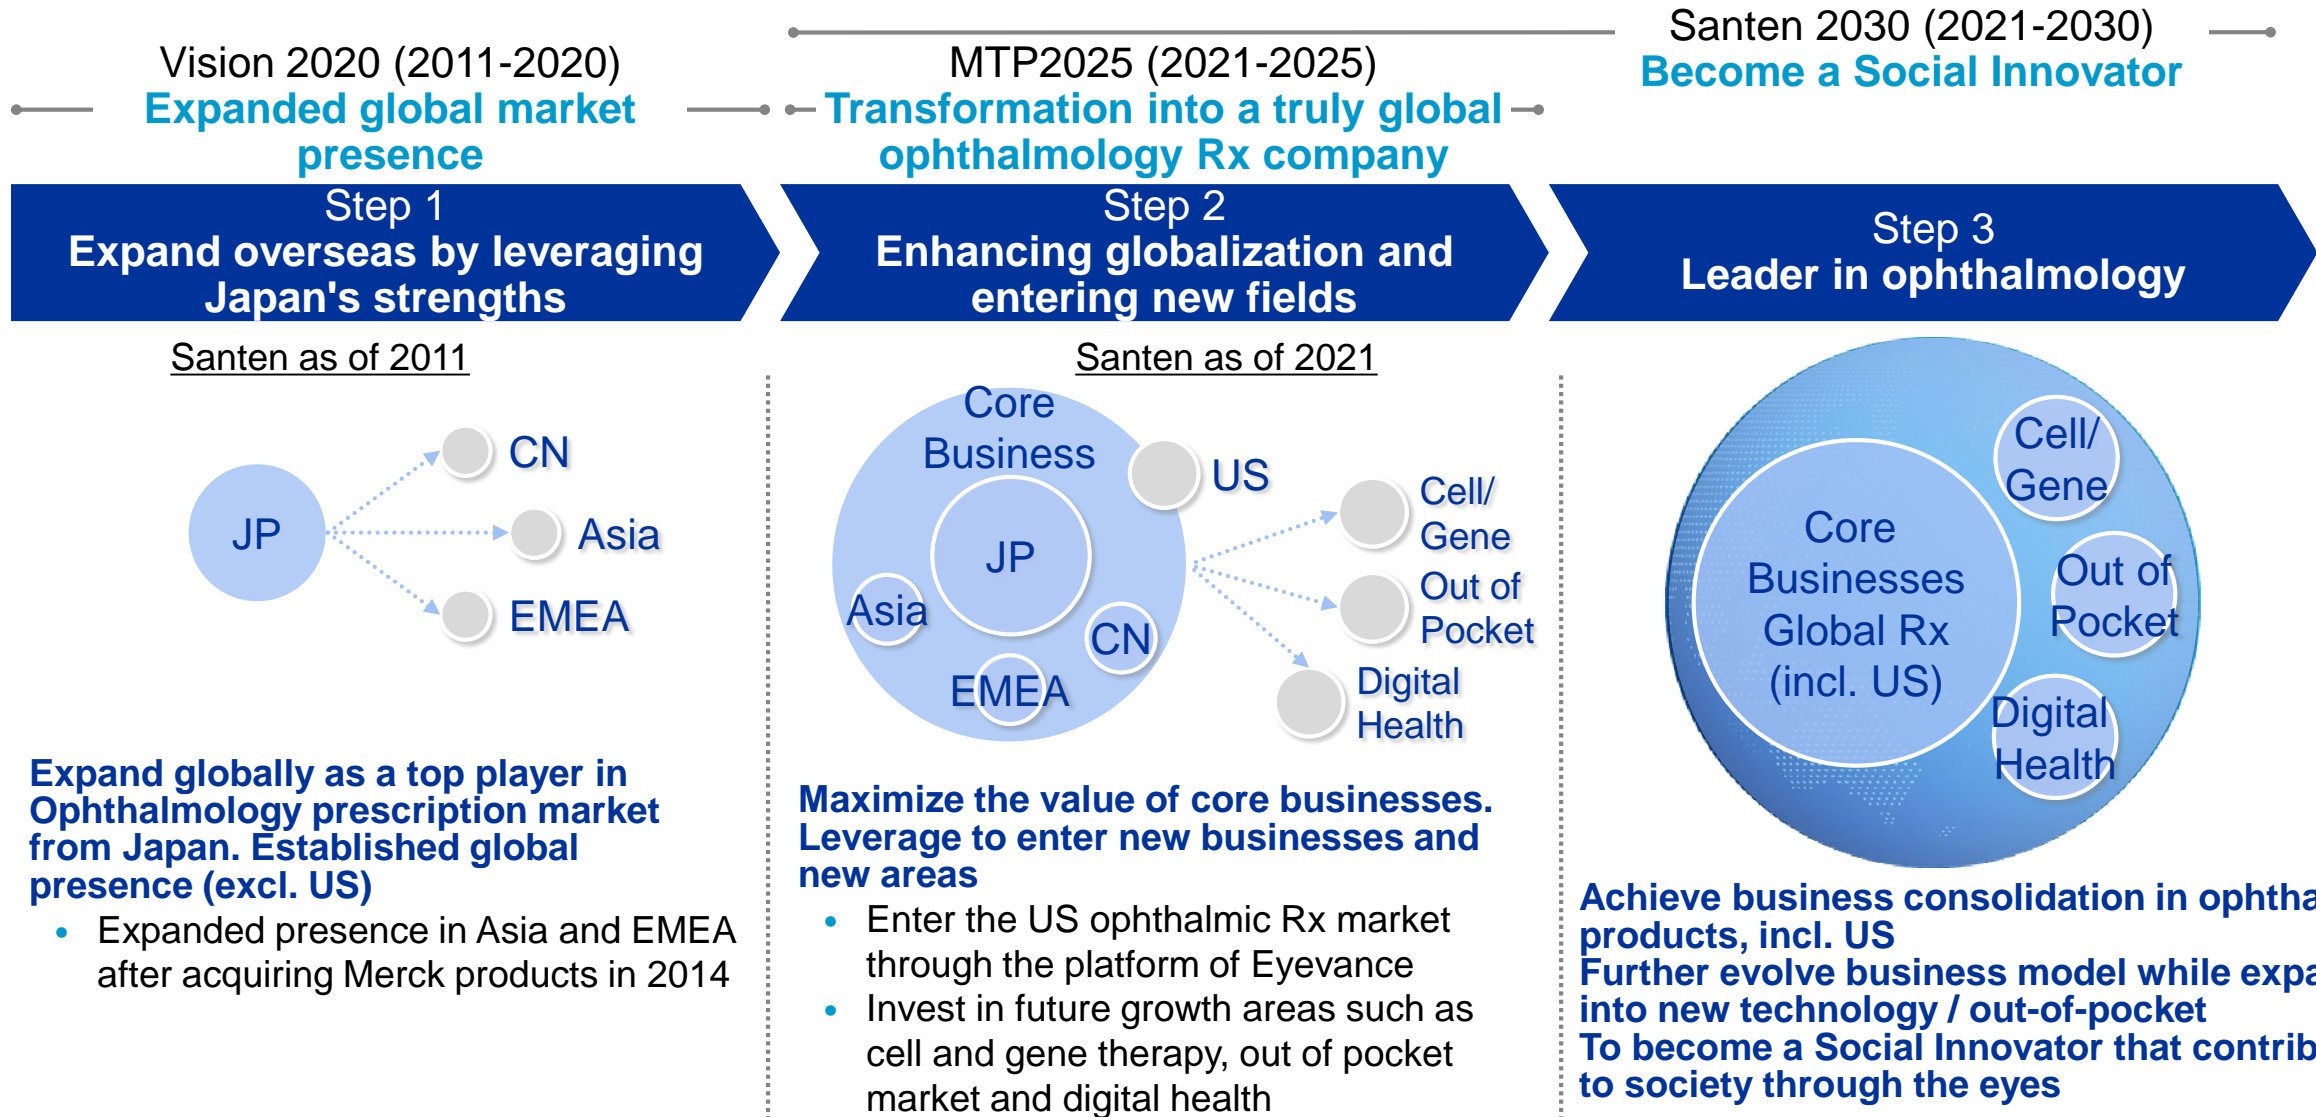 Vision 2020 (2011-2020)
Expanded global market
presence
MTP2025 (2021-2025)
Transformation into a truly global
ophthalmology Rx company
Santen 2030 (2021-2030)
Become a Social Innovator
Step 1
Expand overseas by leveraging
Japan's strengths
Step 2
Enhancing globalization and
entering new fields
Step 3
Leader in ophthalmology
Santen as of 2011
JP
CN
Asia
EMEA
Expand globally as a top player in
Ophthalmology prescription market
from Japan. Established global
presence (excl. US)
• Expanded presence in Asia and EMEA
after acquiring Merck products in 2014
Santen as of 2021
Core
Business
US
JP
Asia
CN
EMEA
Cell/
Gene
Out of
Pocket
Digital
Health
Maximize the value of core businesses.
Leverage to enter new businesses and
new areas
• Enter the US ophthalmic Rx market
through the platform of Eyevance
• Invest in future growth areas such as
cell and gene therapy, out of pocket
market and digital health
Core
Businesses
Global Rx
(incl. US)
Cell/
Gene
Out of
Pocket
Digital
Health
Achieve business consolidation in
products, incl. US
Further evolve business model while
into new technology / out-of-pocket
To become a Social Innovator that
to society through the eyes